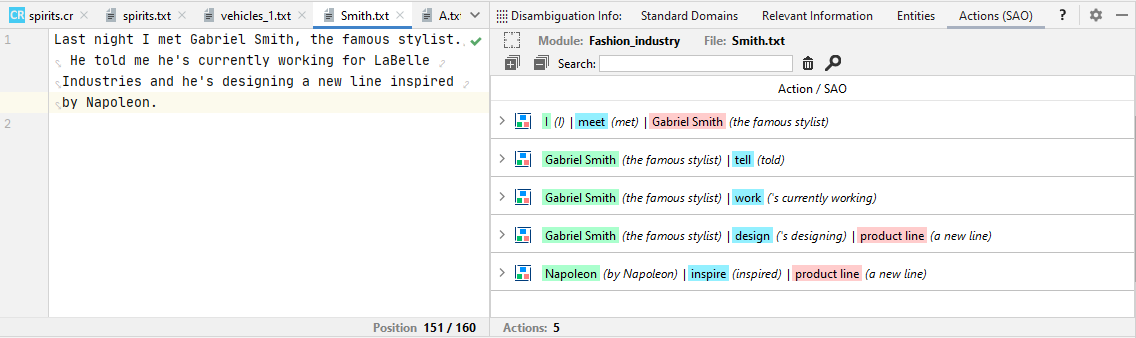 CR spirits.cr × spirits.txt × vehicles_1.txt × Smith.txt × A.tx
Disambiguation Info: Standard Domains Relevant Information Entities Actions (SAO) ?
1 Last night I met Gabriel Smith, the famous stylist.
He told me he's currently working for LaBelle
Industries and he's designing a new line inspired
by Napoleon.
2
Position 151 / 160
Module: Fashion_industry File: Smith.txt
Search:
Action / SAO
I (I) | meet (met) | Gabriel Smith (the famous stylist)
Gabriel Smith (the famous stylist) | tell (told)
Gabriel Smith (the famous stylist) | work ('s currently working)
Gabriel Smith (the famous stylist) | design ('s designing) | product line (a new line)
Napoleon (by Napoleon) | inspire (inspired) | product line (a new line)
Actions: 5